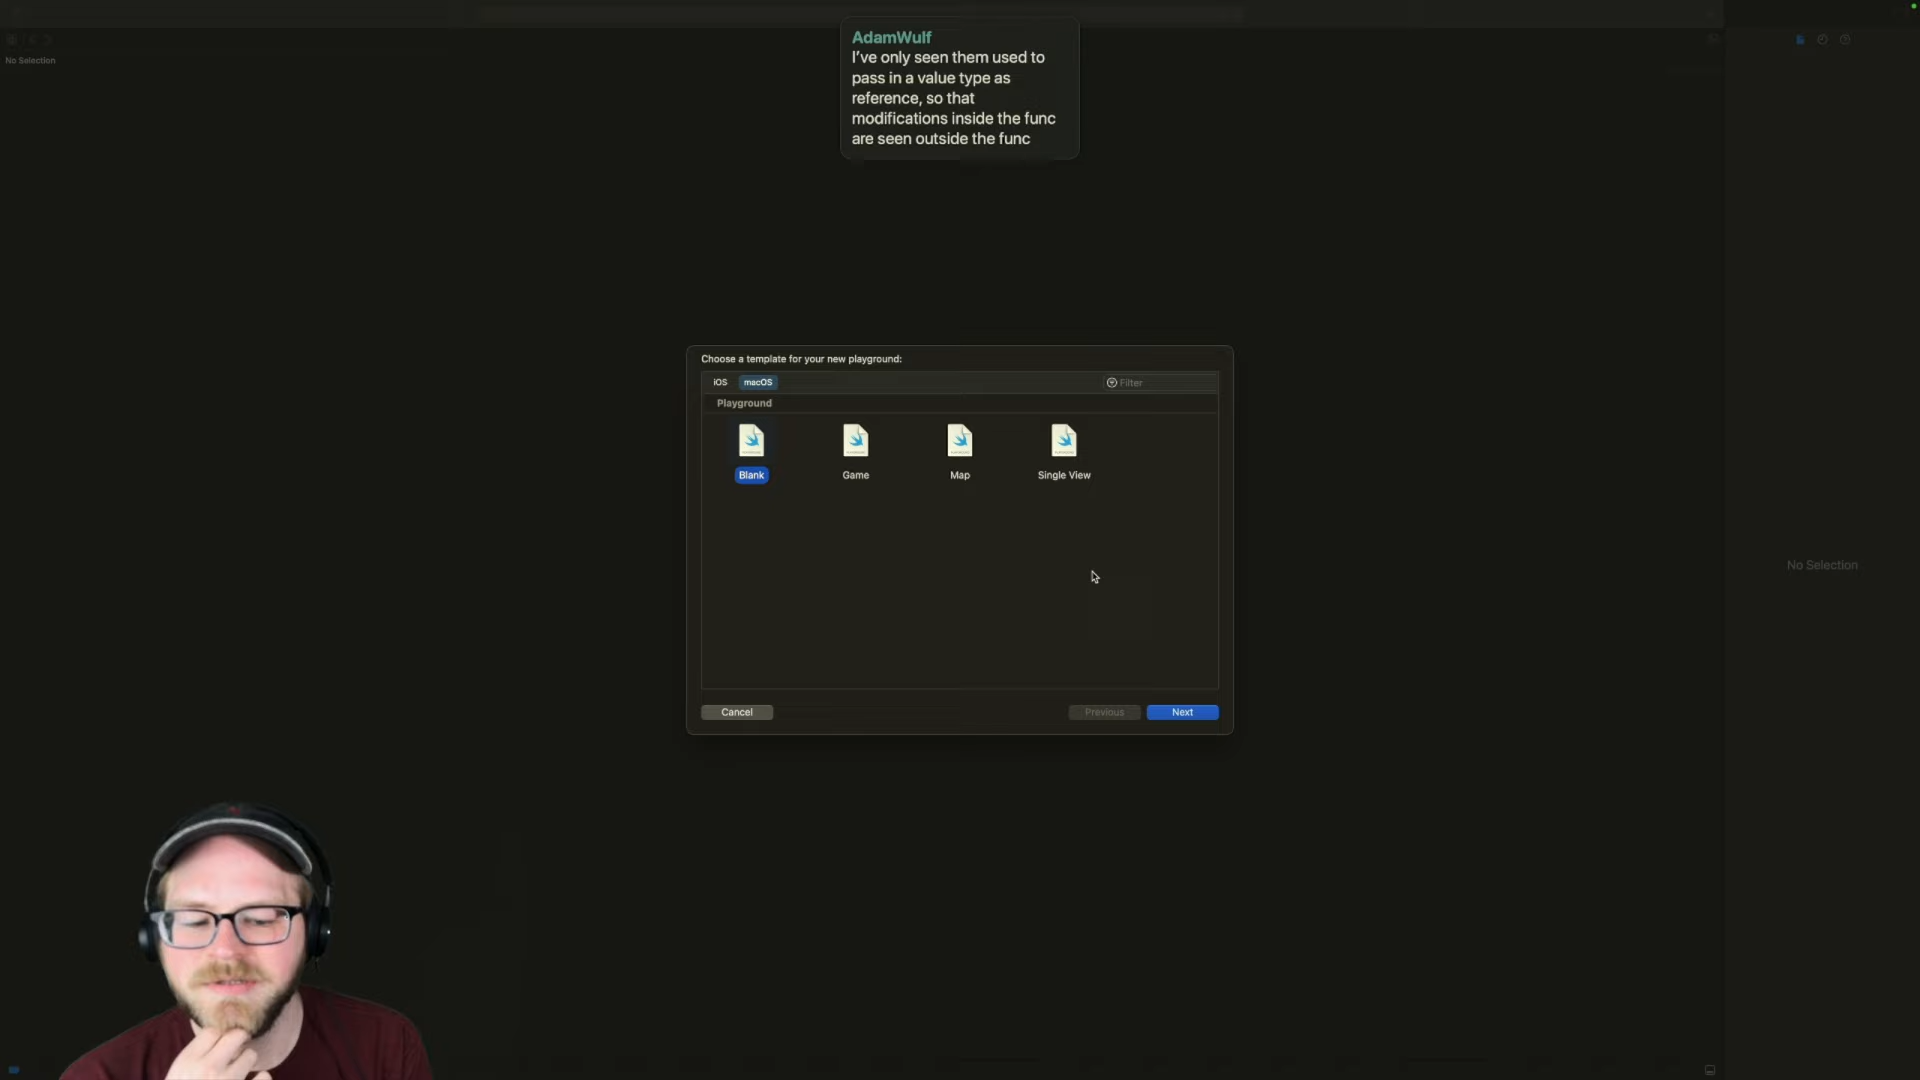 No Selection
AdamWulf
I've only seen them used to
pass in a value type as
reference, so that
modifications inside the func
are seen outside the func
Choose a template for your new playground:
iOS
macOS
Filter
Playground
Blank
Game
Map
Single View
No Selection
Cancel
Previous
Next